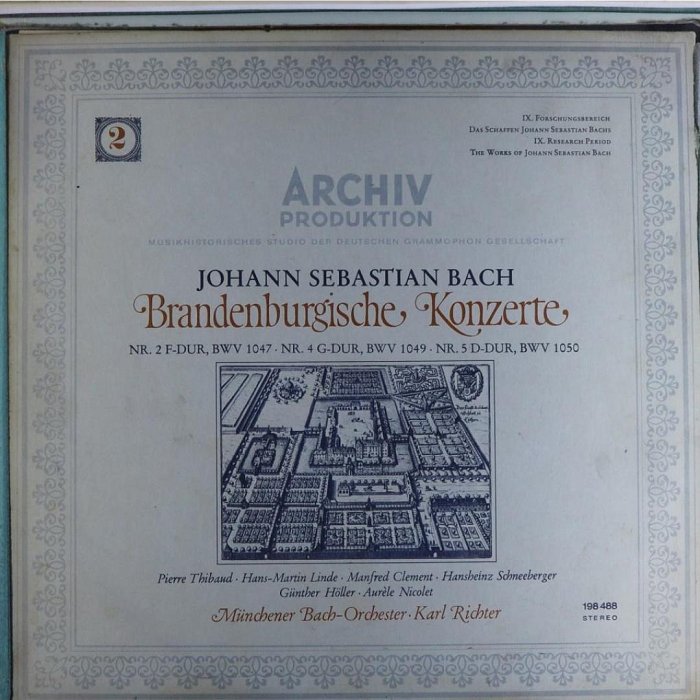 2
IX. Forschungsbereich
Das Schaffen Johann Sebastian Bachs
IX. Research Period
The Works of Johann Sebastian Bach
ARCHIV
PRODUKTION
MUSIKHISTORISCHES STUDIO DER DEUTSCHEN GRAMMOPHON GESELLSCHAFT
JOHANN SEBASTIAN BACH
Brandenburgische Konzerte
NR. 2 F-DUR, BWV 1047 · NR. 4 G-DUR, BWV 1049 · NR. 5 D-DUR, BWV 1050
Pierre Thibaud · Hans-Martin Linde · Manfred Clement · Hansheinz Schneeberger
Günther Höller · Aurèle Nicolet
Münchener Bach-Orchester · Karl Richter
198 488
STEREO